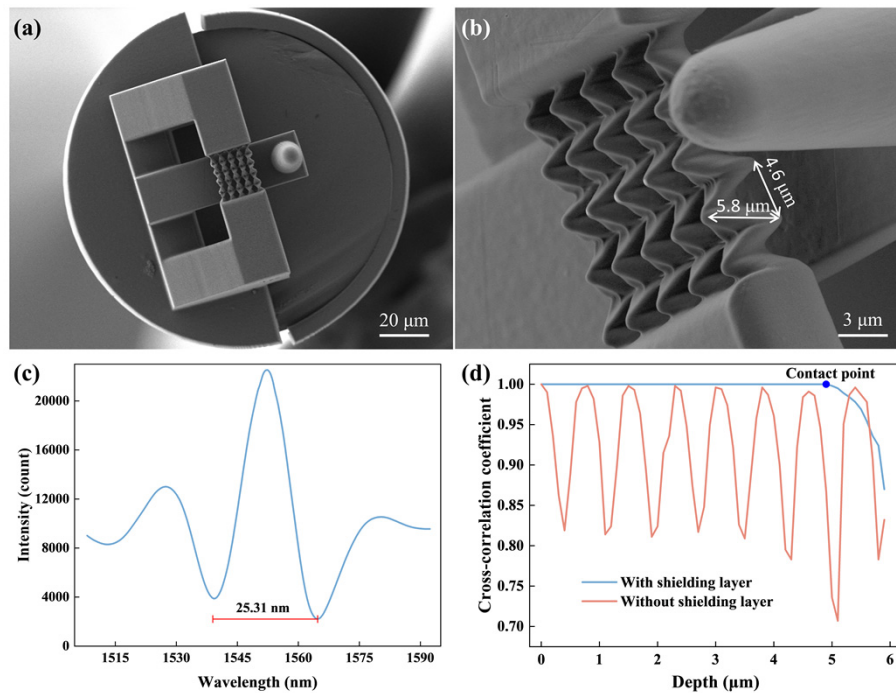 (a)
20 μm
(b)
4.6 μm
5.8 μm
3 μm
(c)
Intensity (count)
20000
16000
12000
8000
4000
0
25.31 nm
1515 1530 1545 1560 1575 1590
Wavelength (nm)
(d)
Contact point
Cross-correlation coefficient
1.00
0.95
0.90
0.85
0.80
0.75
0.70
With shielding layer
Without shielding layer
0 1 2 3 4 5 6
Depth (μm)